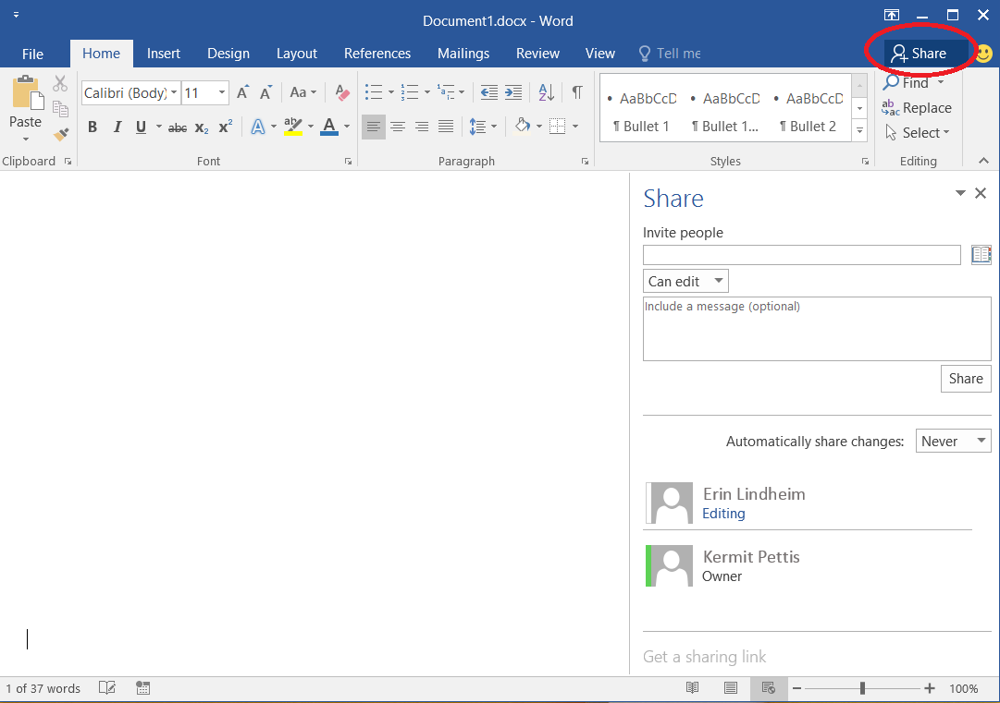 Document1.docx - Word
File Home Insert Design Layout References Mailings Review View Tell me Share
Calibri (Body) 11 Aa
Paste
B I U abc X₂ X² A ab A
Clipboard Font Paragraph
AaBbCcD AaBbCcD AaBbCcD
¶ Bullet 1 ¶ Bullet 1... ¶ Bullet 2
Styles
Find
Replace
Select
Editing
Share
Invite people
Can edit
Include a message (optional)
Share
Automatically share changes: Never
Erin Lindheim
Editing
Kermit Pettis
Owner
Get a sharing link
1 of 37 words 100%